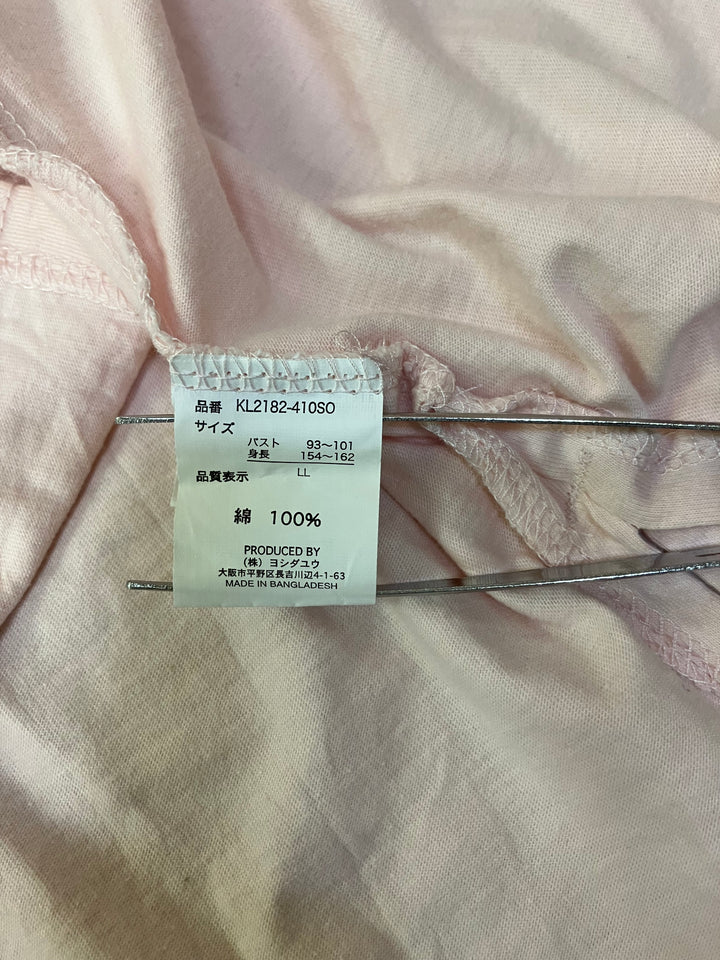 品番 KL2182-410SO
サイズ
バスト 93〜101
身長 154〜162
品質表示 LL
綿 100%
PRODUCED BY
(株) ヨシダユウ
大阪市平野区長吉川辺4-1-63
MADE IN BANGLADESH